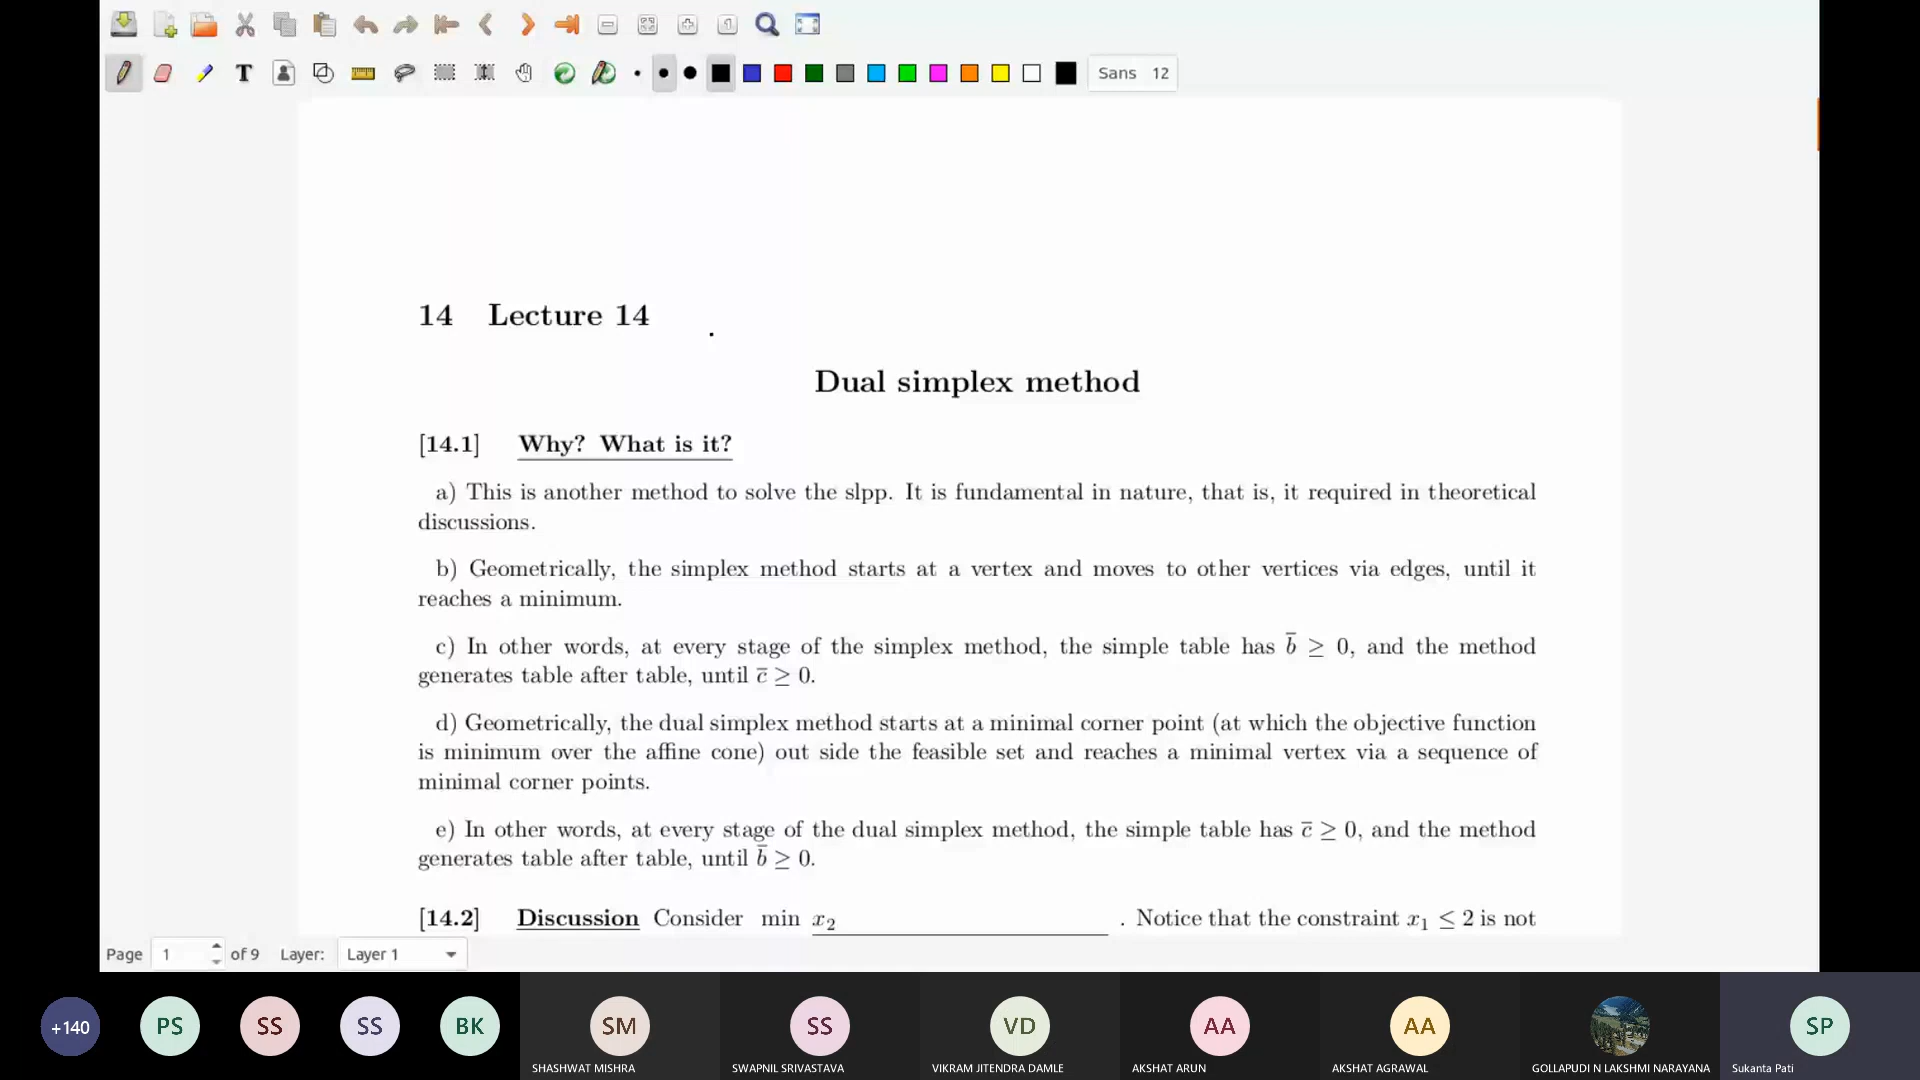 T Sans 12
14 Lecture 14
Dual simplex method
[14.1] Why? What is it?
a) This is another method to solve the slpp. It is fundamental in nature, that is, it required in theoretical
discussions.
b) Geometrically, the simplex method starts at a vertex and moves to other vertices via edges, until it
reaches a minimum.
c) In other words, at every stage of the simplex method, the simple table has b̄ ≥ 0, and the method
generates table after table, until c̄ ≥ 0.
d) Geometrically, the dual simplex method starts at a minimal corner point (at which the objective function
is minimum over the affine cone) out side the feasible set and reaches a minimal vertex via a sequence of
minimal corner points.
e) In other words, at every stage of the dual simplex method, the simple table has c̄ ≥ 0, and the method
generates table after table, until b̄ ≥ 0.
[14.2] Discussion Consider min x₂ . Notice that the constraint x₁ ≤ 2 is not
Page 1 of 9 Layer: Layer 1
+140 PS SS SS BK SM SS VD AA AA SP
SHASHWAT MISHRA SWAPNIL SRIVASTAVA VIKRAM JITENDRA DAMLE AKSHAT ARUN AKSHAT AGRAWAL GOLLAPUDI N LAKSHMI NARAYANA Sukanta Pati